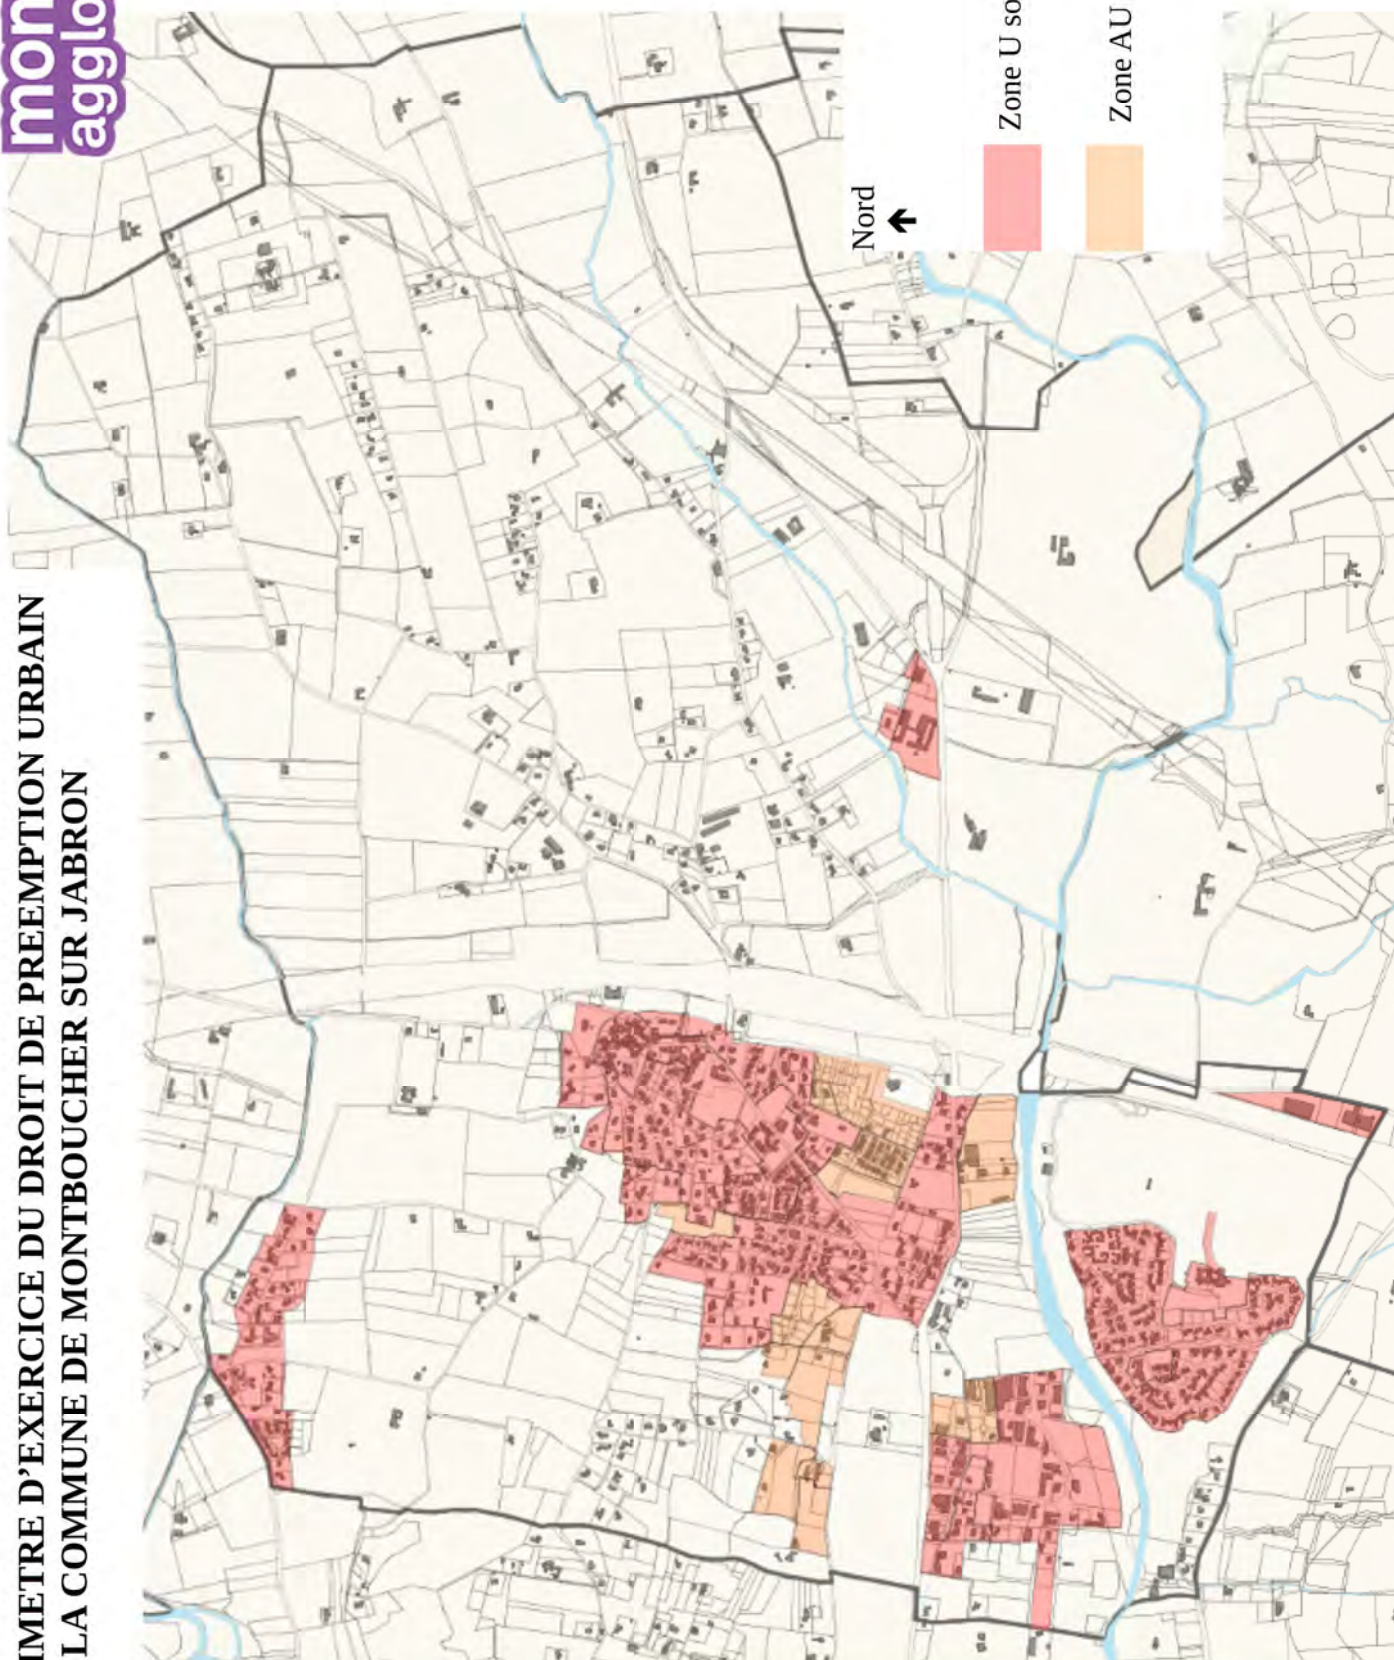 IMETRE D'EXERCICE DU DROIT DE PREEMPTION URBAIN
LA COMMUNE DE MONTBOUCHER SUR JABRON
mon
agglo
Nord
Zone U so
Zone AU